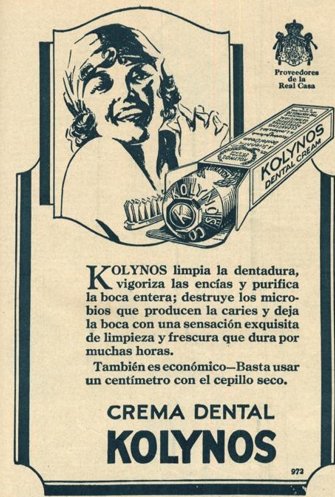 Proveedores
de la
Real Casa
KOLYNOS
DENTAL CREAM
KOLYNOS
KOLYNOS limpia la dentadura,
vigoriza las encías y purifica
la boca entera; destruye los micro-
bios que producen la caries y deja
la boca con una sensación exquisita
de limpieza y frescura que dura por
muchas horas.
También es económico—Basta usar
un centímetro con el cepillo seco.
CREMA DENTAL
KOLYNOS
973